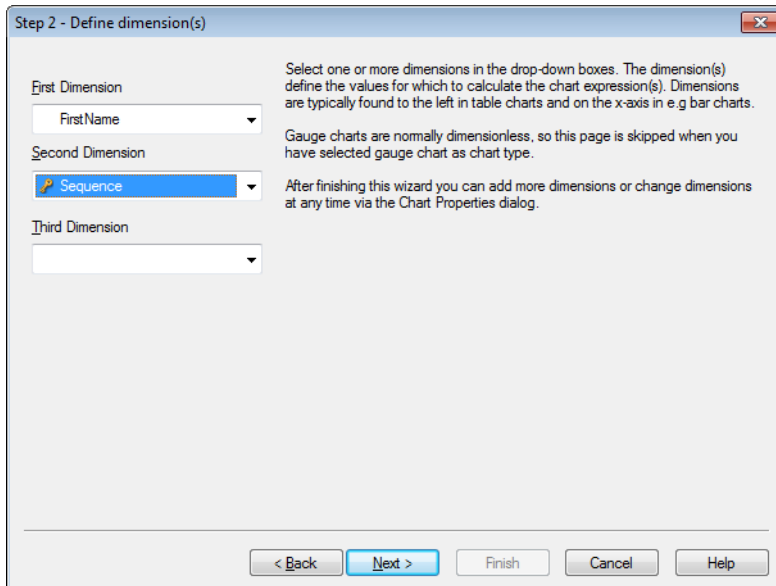 Step 2 - Define dimension(s)
First Dimension
FirstName
Second Dimension
Sequence
Third Dimension
Select one or more dimensions in the drop-down boxes. The dimension(s)
define the values for which to calculate the chart expression(s). Dimensions
are typically found to the left in table charts and on the x-axis in e.g bar charts.
Gauge charts are normally dimensionless, so this page is skipped when you
have selected gauge chart as chart type.
After finishing this wizard you can add more dimensions or change dimensions
at any time via the Chart Properties dialog.
< Back
Next >
Finish
Cancel
Help